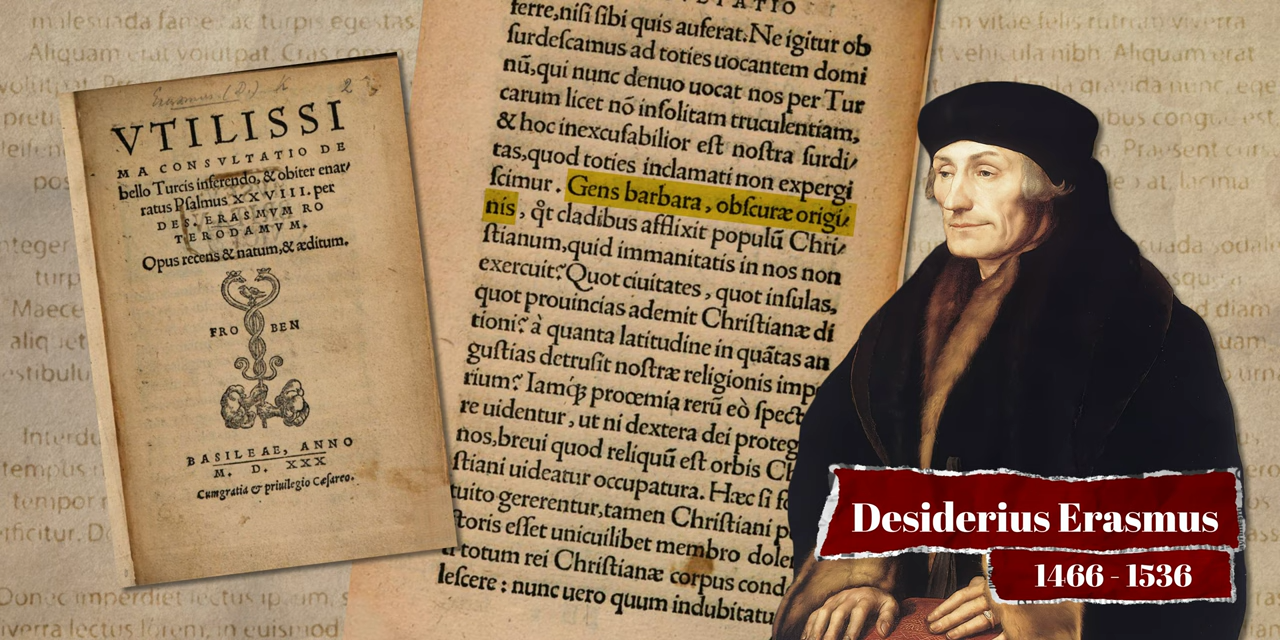 VTILISSI
MA CONSVLTATIO DE
bello Turcis inferendo, & obiter enar⸗
ratus Psalmus XXVIII. per
DES. ERASMVM RO
TERODAMVM.
Opus recens & natum, & æditum.
FRO BEN
BASILEAE, ANNO
M. D. XXX
Cum gratia & priuilegio Cæsareo.
ferre, niſi ſibi quis auferat. Ne igitur ob
ſurdeſcamus ad toties uocantem domi
nū, qui nunc denuo uocat nos per Tur
carum licet nō inſolitam truculentiam,
& hoc inexcuſabilior eſt noſtra ſurdi⸗
tas, quod toties inclamati non expergi
ſcimur. Gens barbara, obſcuræ origi⸗
nis, q̊t cladibus afflixit populū Chri⸗
ſtianum, quid immanitatis in nos non
exercuit? Quot ciuitates, quot inſulas,
quot prouincias ademit Chriſtianæ di
tioni? à quanta latitudine in quātas an
guſtias detruſit noſtræ religionis imp
rium? Iamq́ꝫ procemia rerū eò ſpect
re uidentur, ut ni dextera dei proteg
nos, breui quod reliquū eſt orbis Ch
ſtiani uideatur occupatura. Hæc ſi fo
tuito gererentur, tamen Chriſtiani p
ctoris eſſet unicuilibet membro dole
totum rei Chriſtianæ corpus cond
leſcere: nunc uero quum indubitatu
Desiderius Erasmus
1466 - 1536